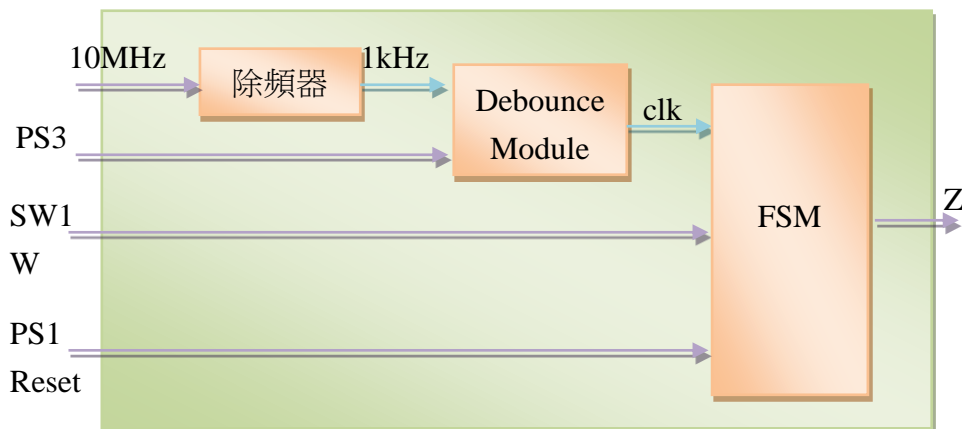 10MHz
除頻器
1kHz
PS3
Debounce
Module
clk
SW1
W
FSM
Z
PS1
Reset